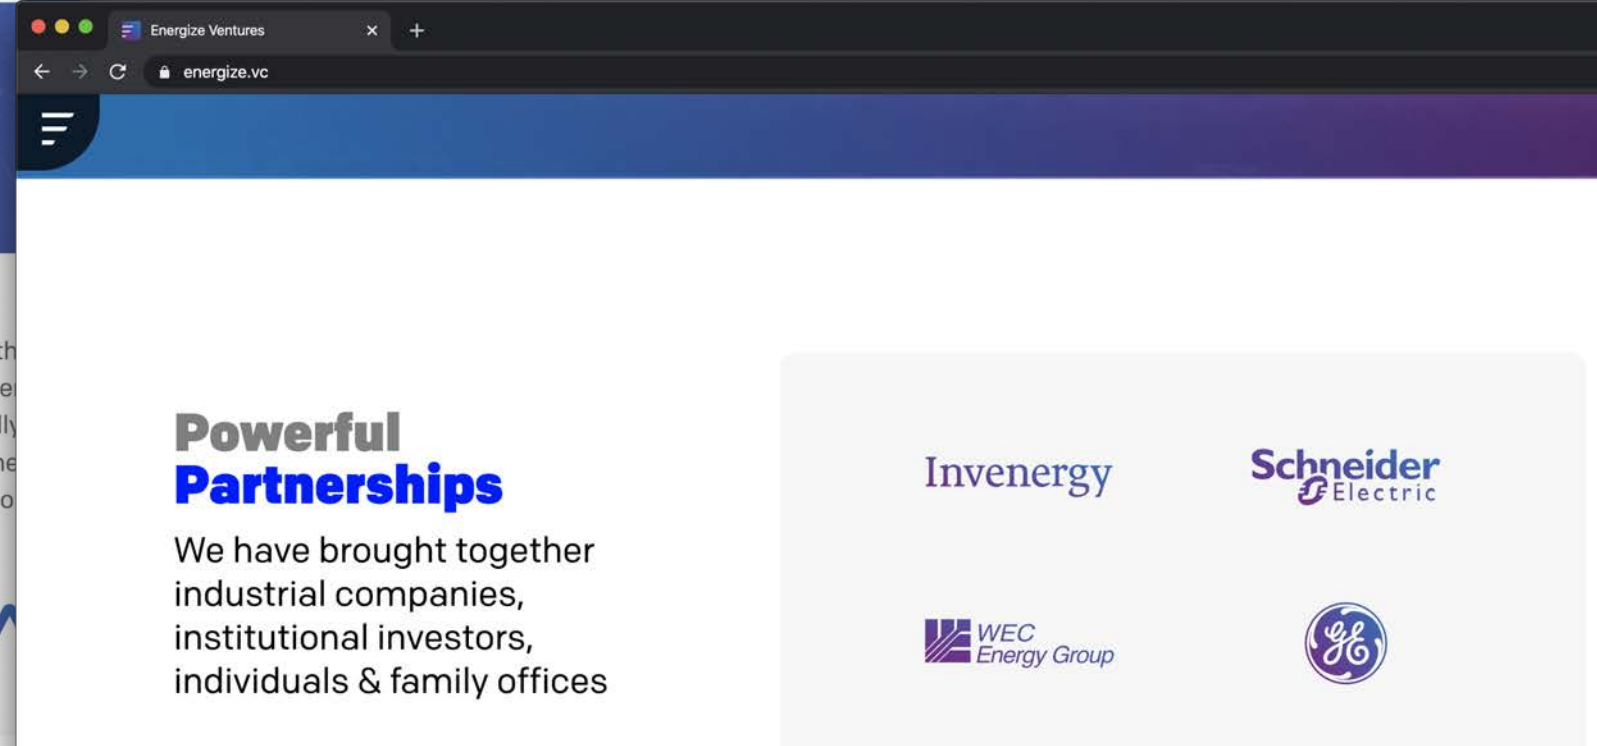 Energize Ventures
energize.vc
Powerful
Partnerships
We have brought together
industrial companies,
institutional investors,
individuals & family offices
Invenergy
Schneider
Electric
WEC
Energy Group
GE